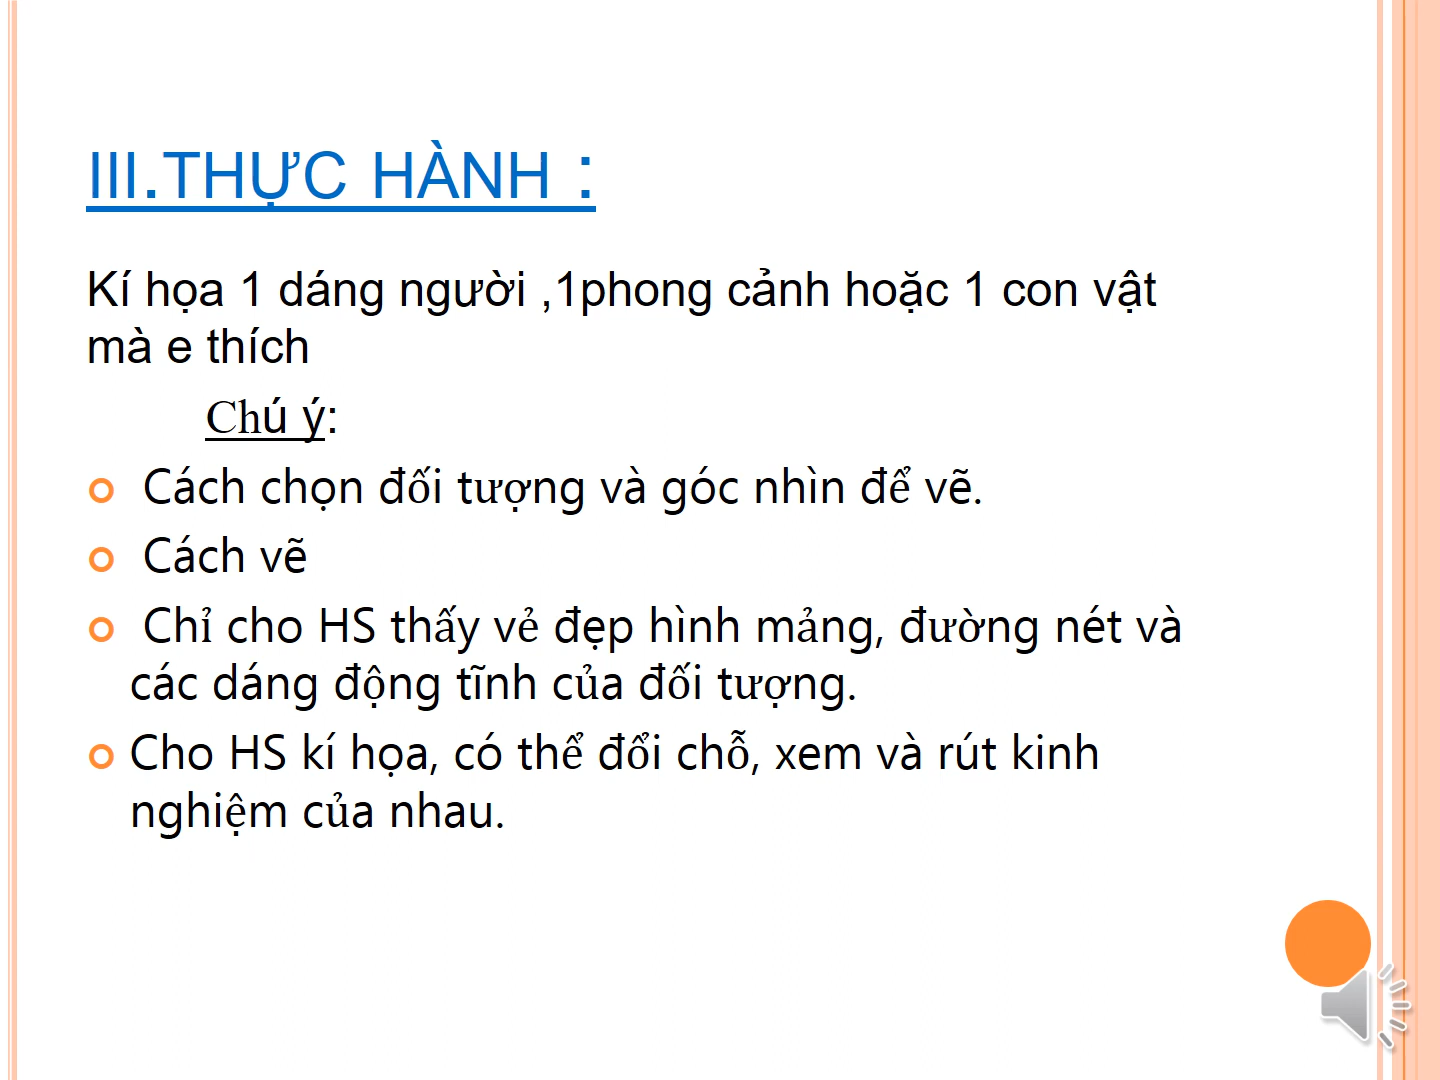 III.THỰC HÀNH :
Kí họa 1 dáng người ,1phong cảnh hoặc 1 con vật
mà e thích
Chú ý:
Cách chọn đối tượng và góc nhìn để vẽ.
Cách vẽ
Chỉ cho HS thấy vẻ đẹp hình mảng, đường nét và
các dáng động tĩnh của đối tượng.
Cho HS kí họa, có thể đổi chỗ, xem và rút kinh
nghiệm của nhau.